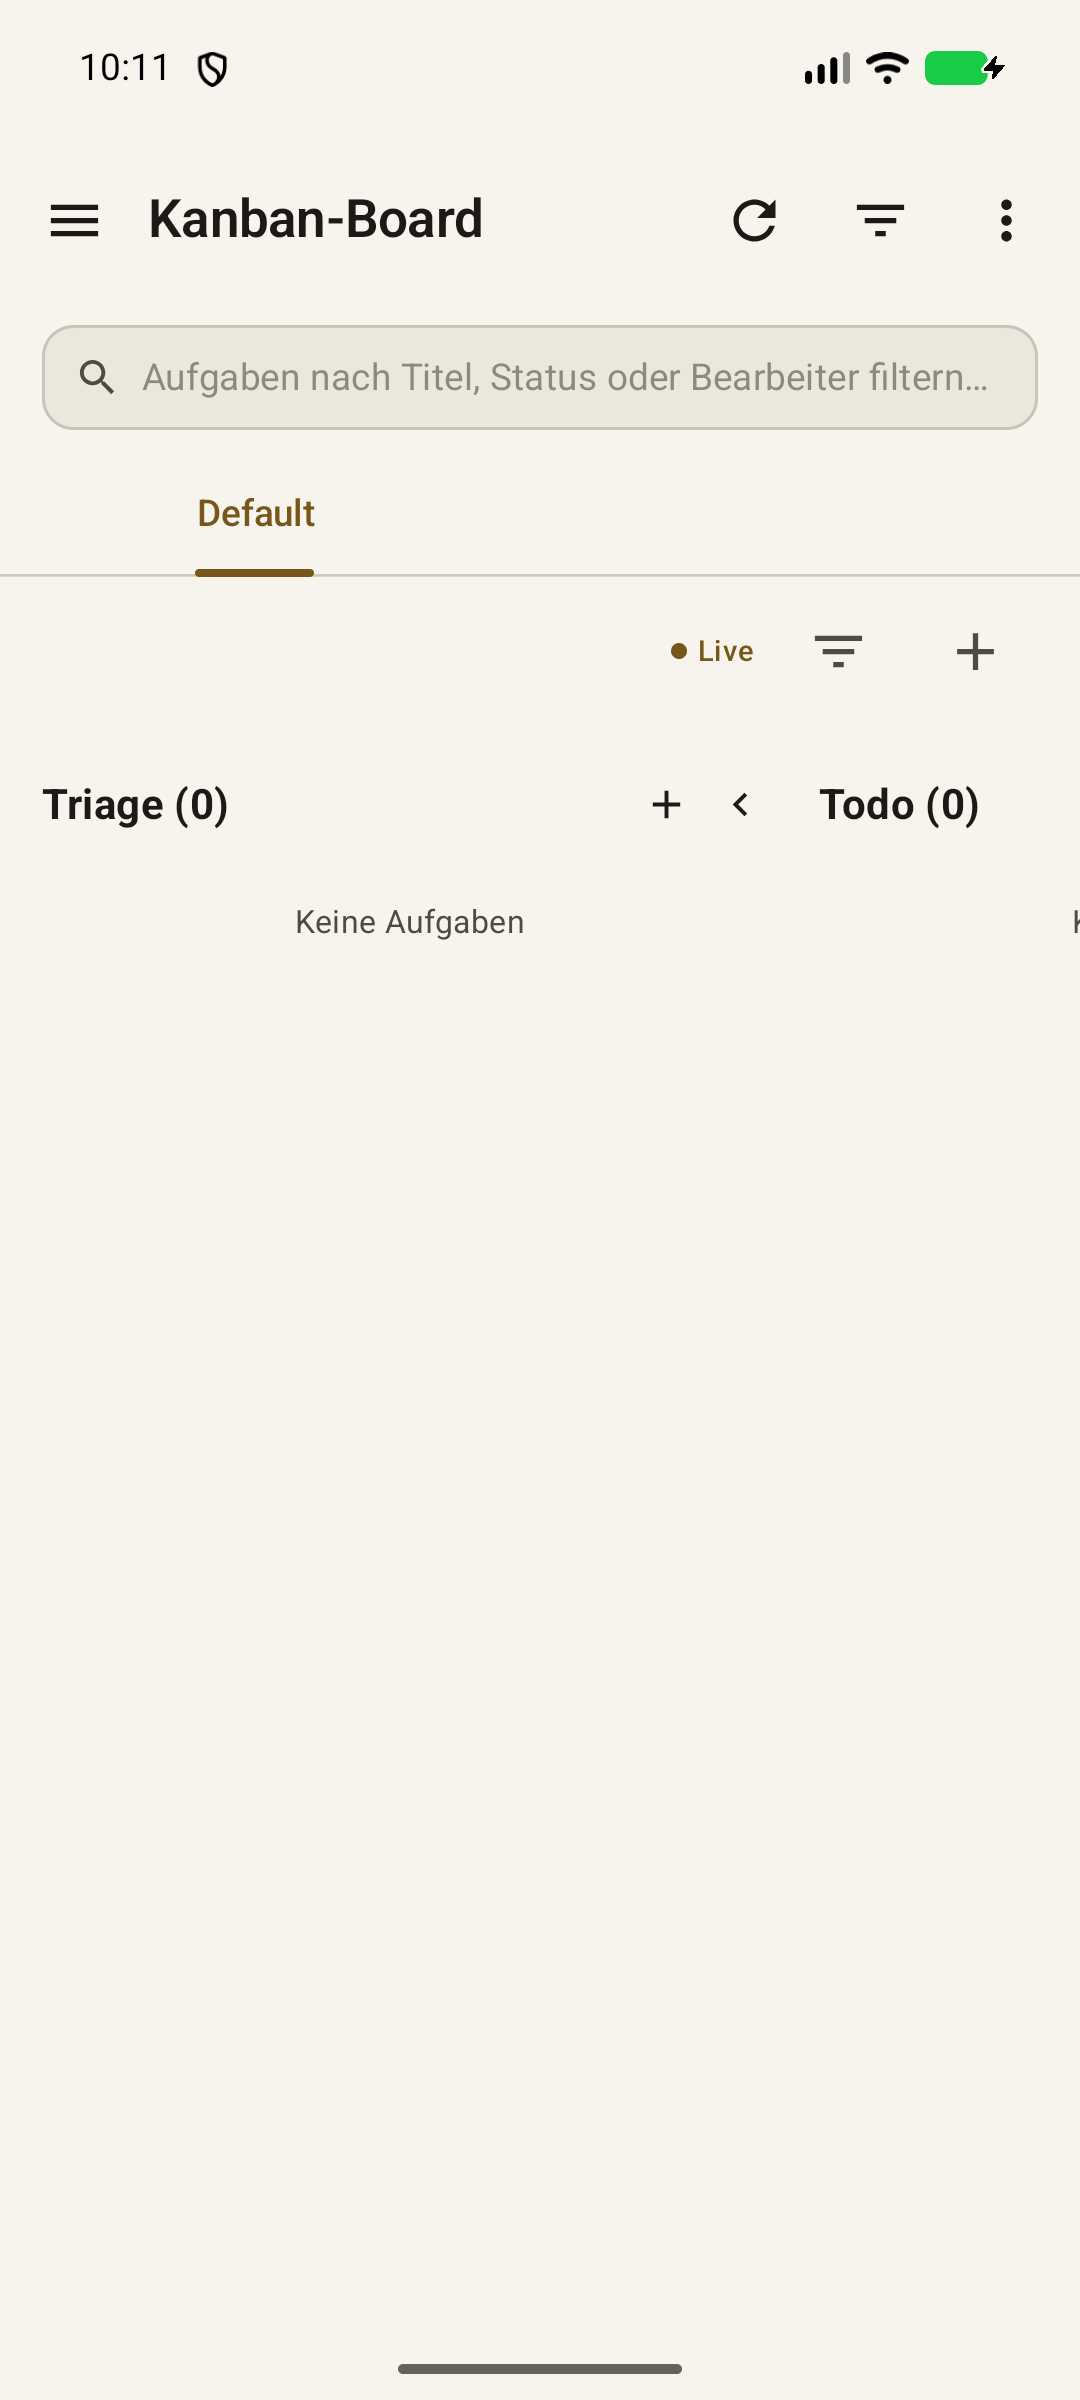 10:11
Kanban-Board
Aufgaben nach Titel, Status oder Bearbeiter filtern…
Default
Live
Triage (0)
Todo (0)
Keine Aufgaben